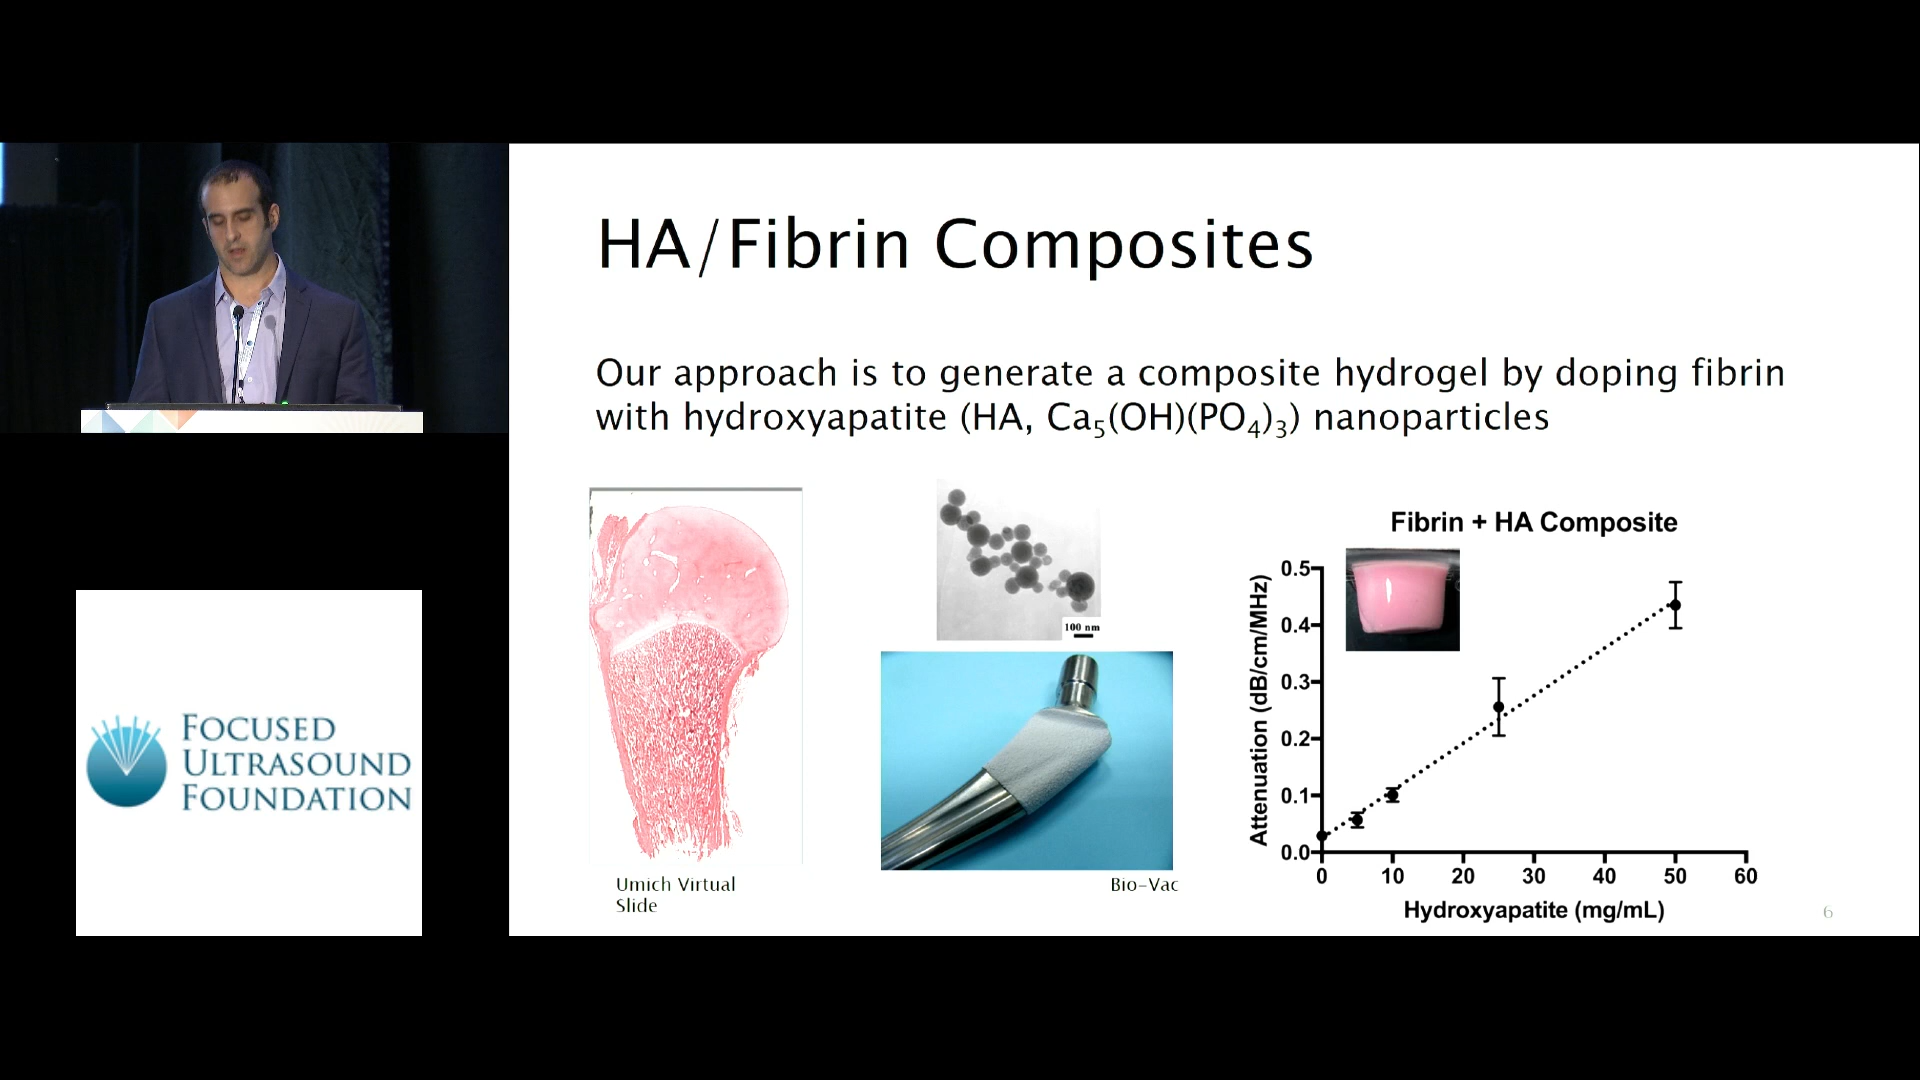 HA/Fibrin Composites
Our approach is to generate a composite hydrogel by doping fibrin
with hydroxyapatite (HA, Ca₅(OH)(PO₄)₃) nanoparticles
100 nm
Umich Virtual
Slide
Bio-Vac
Fibrin + HA Composite
Attenuation (dB/cm/MHz)
0.5
0.4
0.3
0.2
0.1
0.0
0 10 20 30 40 50 60
Hydroxyapatite (mg/mL)
6
FOCUSED
ULTRASOUND
FOUNDATION